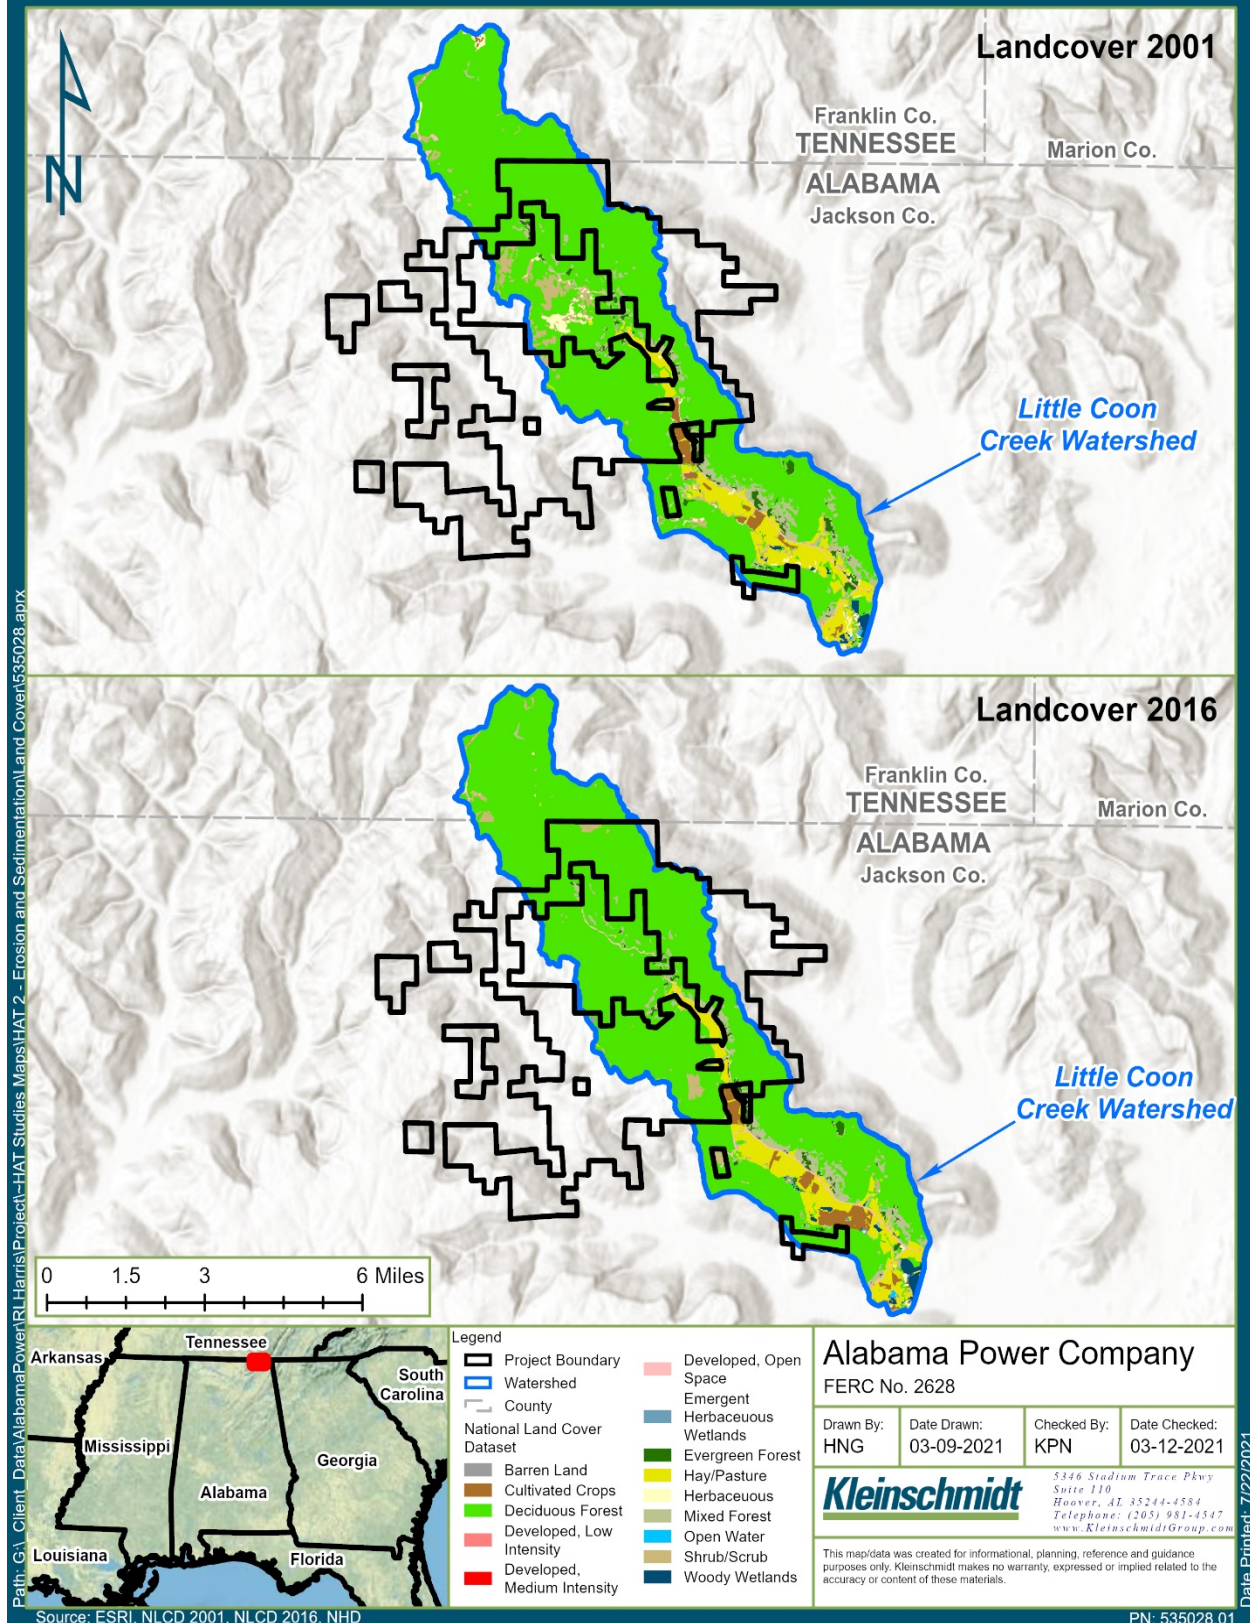 Landcover 2001
Franklin Co.
TENNESSEE
Marion Co.
ALABAMA
Jackson Co.
N
Little Coon
Creek Watershed
Landcover 2016
Franklin Co.
TENNESSEE
Marion Co.
ALABAMA
Jackson Co.
Little Coon
Creek Watershed
0 1.5 3 6 Miles
Tennessee
Arkansas
South
Carolina
Mississippi
Georgia
Alabama
Louisiana
Florida
Legend
Project Boundary
Watershed
County
National Land Cover
Dataset
Barren Land
Cultivated Crops
Deciduous Forest
Developed, Low
Intensity
Developed,
Medium Intensity
Developed, Open
Space
Emergent
Herbaceous
Wetlands
Evergreen Forest
Hay/Pasture
Herbaceous
Mixed Forest
Open Water
Shrub/Scrub
Woody Wetlands
Alabama Power Company
FERC No. 2628
Drawn By:
HNG
Date Drawn:
03-09-2021
Checked By:
KPN
Date Checked:
03-12-2021
Kleinschmidt
5346 Stadium Trace Pkwy
Suite 110
Hoover, AL 35244-4584
Telephone: (205) 981-4547
www.KleinschmidtGroup.com
This map/data was created for informational, planning, reference and guidance
purposes only. Kleinschmidt makes no warranty, expressed or implied related to the
accuracy or content of these materials.
Source: ESRI, NLCD 2001, NLCD 2016, NHD
PN: 535028.01
Path: G:\_Client_Data\AlabamaPower\RLHarris\Project\~HAT Studies Maps\HAT 2 - Erosion and Sedimentation\Land Cover\535028.aprx
Date Printed: 7/22/2021